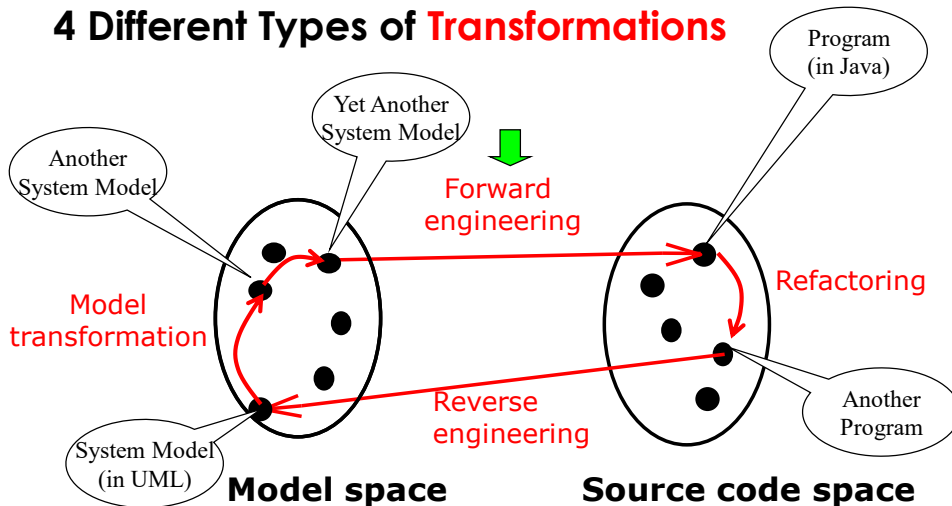 4 Different Types of Transformations
Program
(in Java)
Yet Another
System Model
Another
System Model
Forward
engineering
Refactoring
Model
transformation
Reverse
engineering
Another
Program
System Model
(in UML)
Model space
Source code space